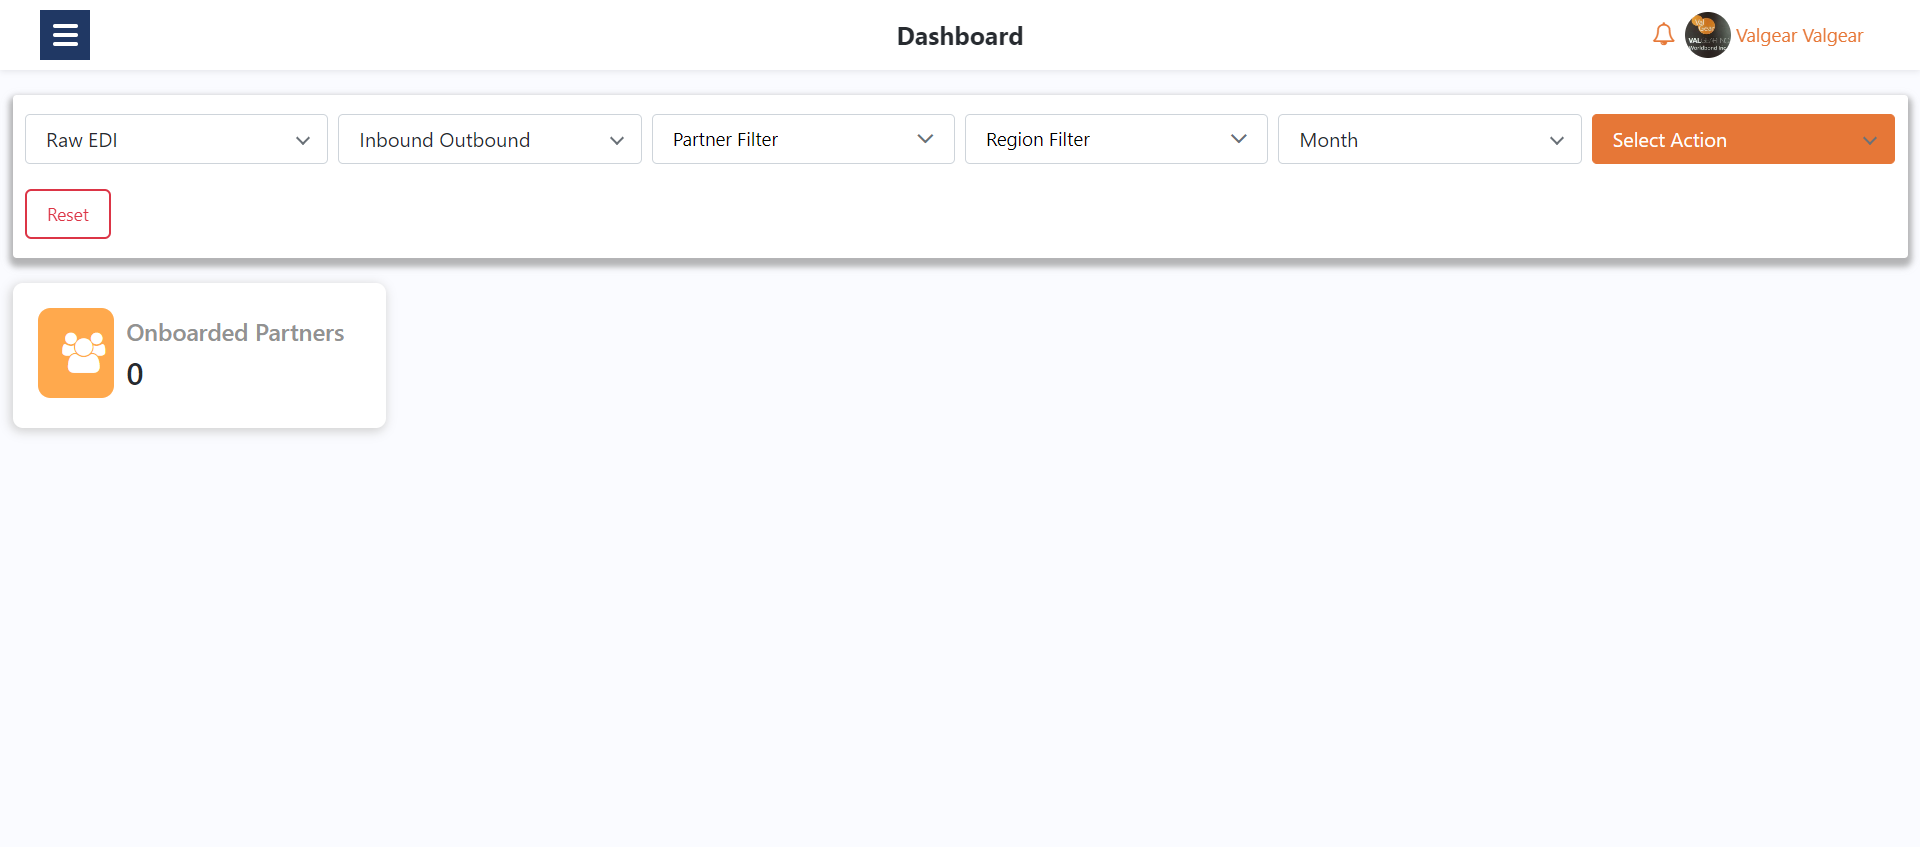 Dashboard
Valgear Valgear
Raw EDI
Inbound Outbound
Partner Filter
Region Filter
Month
Select Action
Reset
Onboarded Partners
0